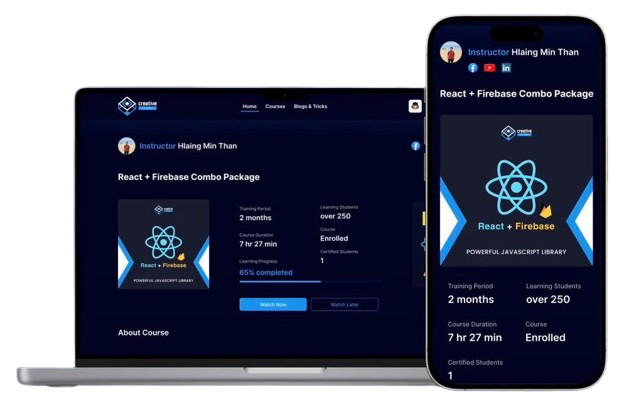 creative
Home Courses Blogs & Tricks
Instructor Hlaing Min Than
React + Firebase Combo Package
creative
React + Firebase
POWERFUL JAVASCRIPT LIBRARY
Training Period
2 months
Learning Students
over 250
Course Duration
7 hr 27 min
Course
Enrolled
Learning Progress
65% completed
Certified Students
1
Watch Now
Watch Later
About Course
Instructor Hlaing Min Than
React + Firebase Combo Package
creative
React + Firebase
POWERFUL JAVASCRIPT LIBRARY
Training Period
2 months
Learning Students
over 250
Course Duration
7 hr 27 min
Course
Enrolled
Certified Students
1